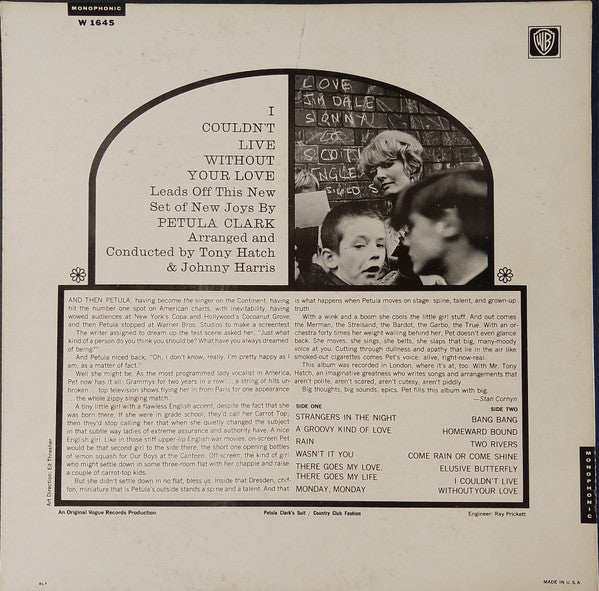 MONOPHONIC
W 1645
WB
I
COULDN'T
LIVE
WITHOUT
YOUR LOVE
Leads Off This New
Set of New Joys By
PETULA CLARK
Arranged and
Conducted by Tony Hatch
& Johnny Harris
LOVE
JIM DALE
SONNY
SCOT
AND THEN PETULA, having become the singer on the Continent, having
hit the number one spot on American charts, with inevitability, having
wowed audiences at New York's Copa and Hollywood's Cocoanut Grove,
and then Petula stopped at Warner Bros. Studios to make a screentest
The writer assigned to dream up the test scene asked her, "Just what
kind of a person do you think you should be? What have you always dreamed
of being?"
And Petula niced back, "Oh, I don't know, really. I'm pretty happy as I
am, as a matter of fact."
Well she might be. As the most programmed lady vocalist in America,
Pet now has it all: Grammys for two years in a row . . . a string of hits un-
broken . . . top television shows flying her in from Paris for one appearance.
. . . the whole zippy singing match.
A tiny little girl with a flawless English accent, despite the fact that she
was born there. If she were in grade school, they'd call her Carrot Top;
then they'd stop calling her that when she quietly changed the subject
in that subtle way ladies of extreme assurance and authority have. A nice
English girl. Like in those stiff-upper-lip English war movies: on-screen Pet
would be that second girl to the side there, the short one opening bottles
of lemon squash for Our Boys at the Canteen. Off-screen, the kind of girl
who might settle down in some three-room flat with her chappie and raise
a couple of carrot-top kids.
But she didn't settle down in no flat, bless us. Inside that Dresden, chif-
fon, miniature that is Petula's outside stands a spine and a talent. And that
is what happens when Petula moves on stage: spine, talent, and grown-up
truth.
With a wink and a boom she cools the little girl stuff. And out comes
the Merman, the Streisand, the Bardot, the Garbo, the True. With an or-
chestra forty times her weight walling behind her, Pet doesn't even glance
back. She moves, she sings, she belts, she slaps that big, many-moody
voice at you. Cutting through dullness and apathy that lie in the air like
smoked-out cigarettes comes Pet's voice: alive, right-now-real.
This album was recorded in London; where it's at, too. With Mr. Tony
Hatch, an imaginative greatness who writes songs and arrangements that
aren't polite, aren't scared, aren't cutesy, aren't piddly.
Big thoughts, big sounds, epics. Pet fills this album with big.
—Stan Cornyn
SIDE ONE
STRANGERS IN THE NIGHT
A GROOVY KIND OF LOVE
RAIN
WASN'T IT YOU
THERE GOES MY LOVE,
THERE GOES MY LIFE
MONDAY, MONDAY
SIDE TWO
BANG BANG
HOMEWARD BOUND
TWO RIVERS
COME RAIN OR COME SHINE
ELUSIVE BUTTERFLY
I COULDN'T LIVE
WITHOUT YOUR LOVE
Art Direction: Ed Thrasher
MONOPHONIC
An Original Vogue Records Production
Petula Clark's Suit / Country Club Fashion
Engineer: Ray Prickett
MADE IN U.S.A.